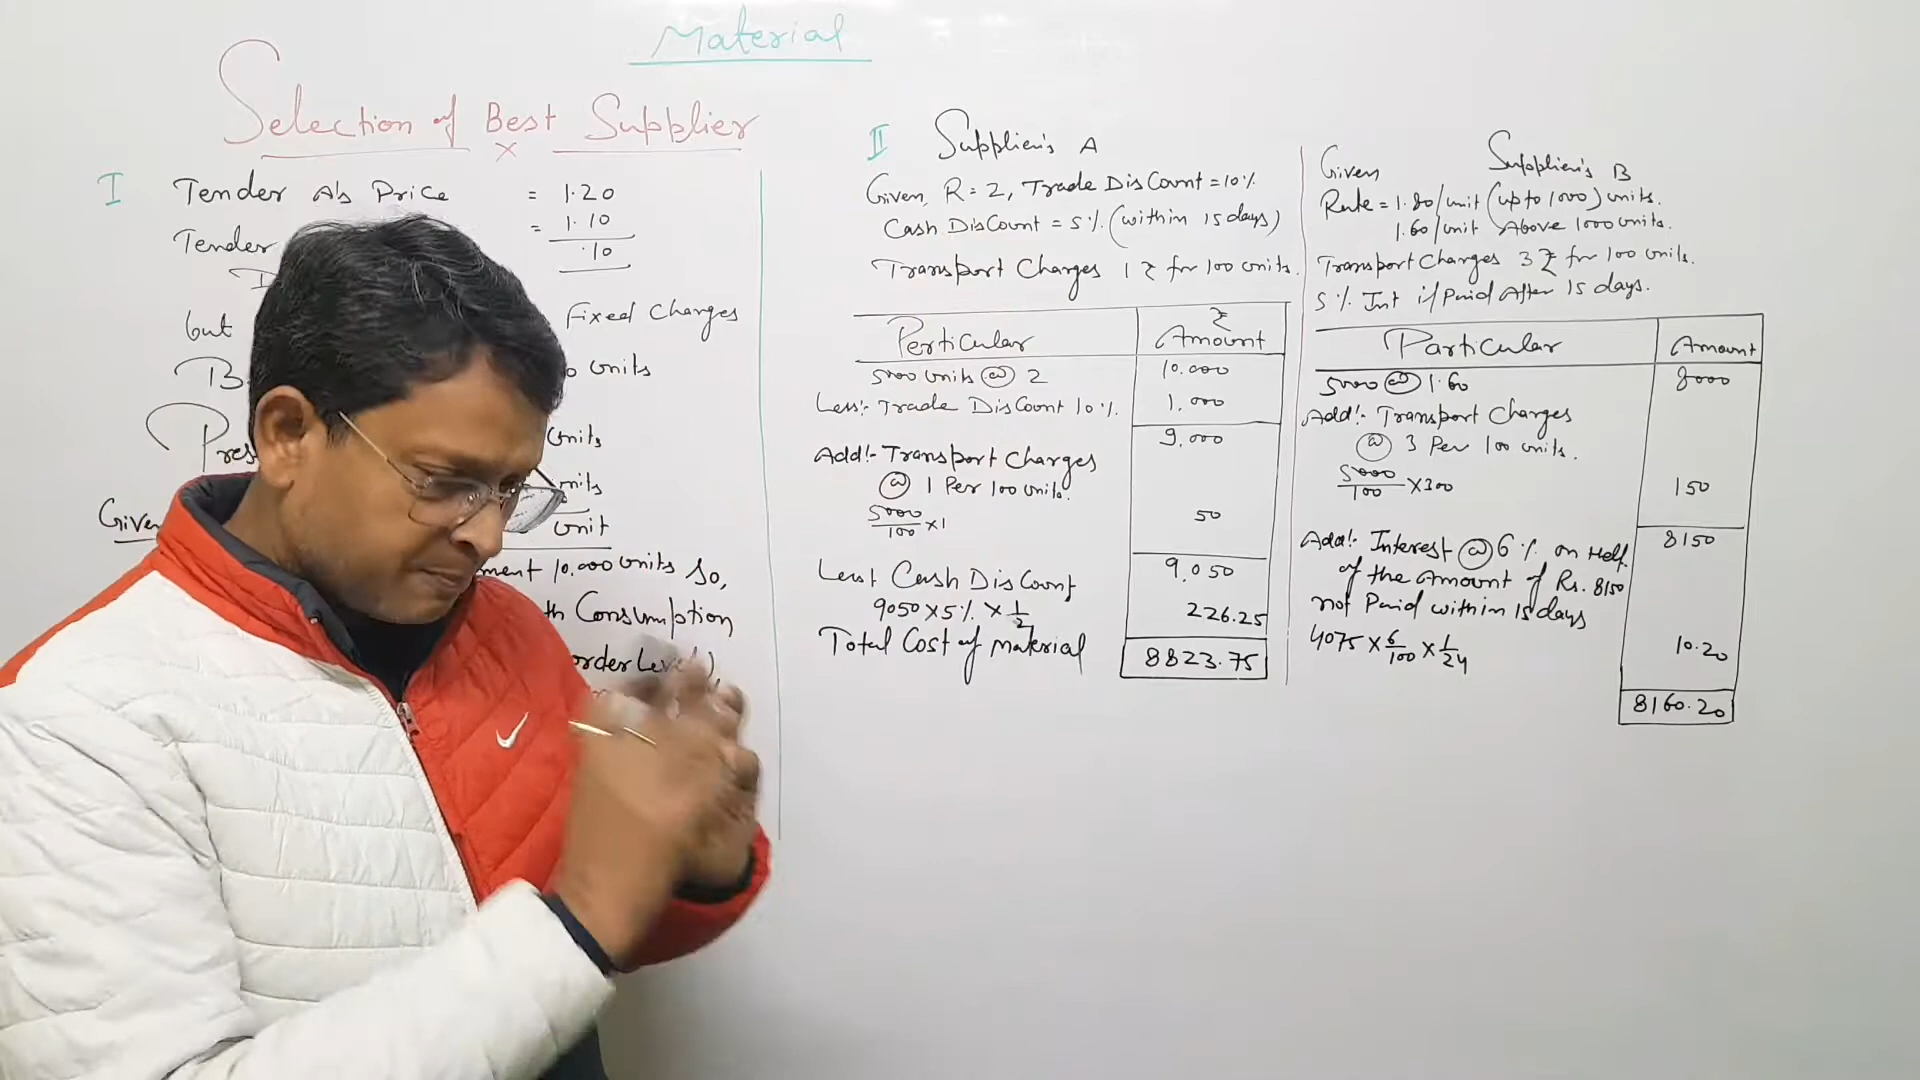 Material
Selection of Best Supplier
×
I
Tender A's Price = 1.20
Tender = 1.10
.10
but Fixed Charges
B units
Pres units
units
Given unit
ment 10,000 units so,
th Consumption
order Level),
II Supplier's A
Given, R = 2, Trade DisCount = 10%
Cash DisCount = 5% (within 15 days)
Transport Charges 1 ₹ for 100 units.
Perticular ₹ Amount
5000 units @ 2 10.000
Less:- Trade DisCount 10%. 1.000
9.000
Add:- Transport Charges
@ 1 Per 100 units.
5000/100 × 1 50
9.050
Less Cash DisCount
9050 × 5% × 1/2 226.25
Total Cost of material 8823.75
Given Supplier's B
Rate = 1.80/unit (up to 1000) units.
1.60/unit Above 1000 units.
Transport Charges 3 ₹ for 100 units.
5% Int if Paid After 15 days.
Particular Amount
5000 @ 1.60 8000
Add:- Transport Charges
@ 3 Per 100 units.
5000/100 × 300 150
8150
Add:- Interest @ 6% on Half
of the Amount of Rs. 8150
not Paid within 15 days
4075 × 6/100 × 1/24 10.20
8160.20